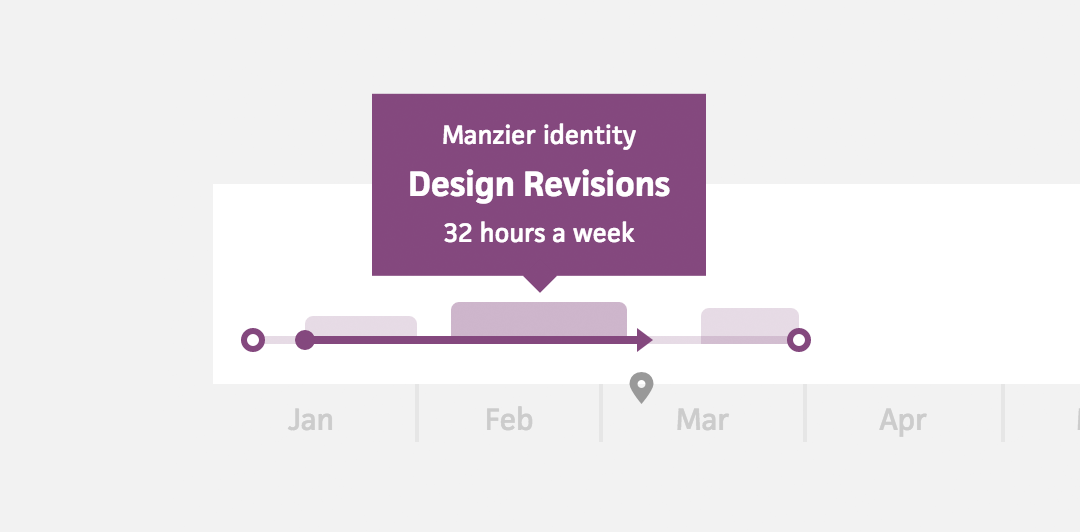 Manzier identity
Design Revisions
32 hours a week
Jan Feb Mar Apr